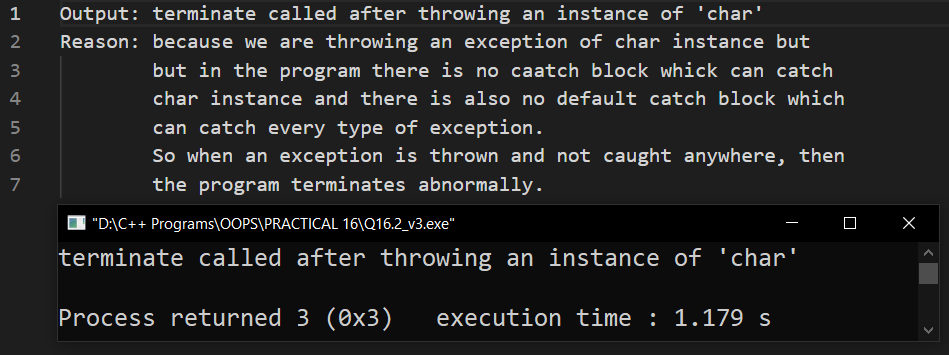 1 Output: terminate called after throwing an instance of 'char'
2 Reason: because we are throwing an exception of char instance but
3 but in the program there is no caatch block whick can catch
4 char instance and there is also no default catch block which
5 can catch every type of exception.
6 So when an exception is thrown and not caught anywhere, then
7 the program terminates abnormally.
"D:\C++ Programs\OOPS\PRACTICAL 16\Q16.2_v3.exe"
terminate called after throwing an instance of 'char'
Process returned 3 (0x3) execution time : 1.179 s